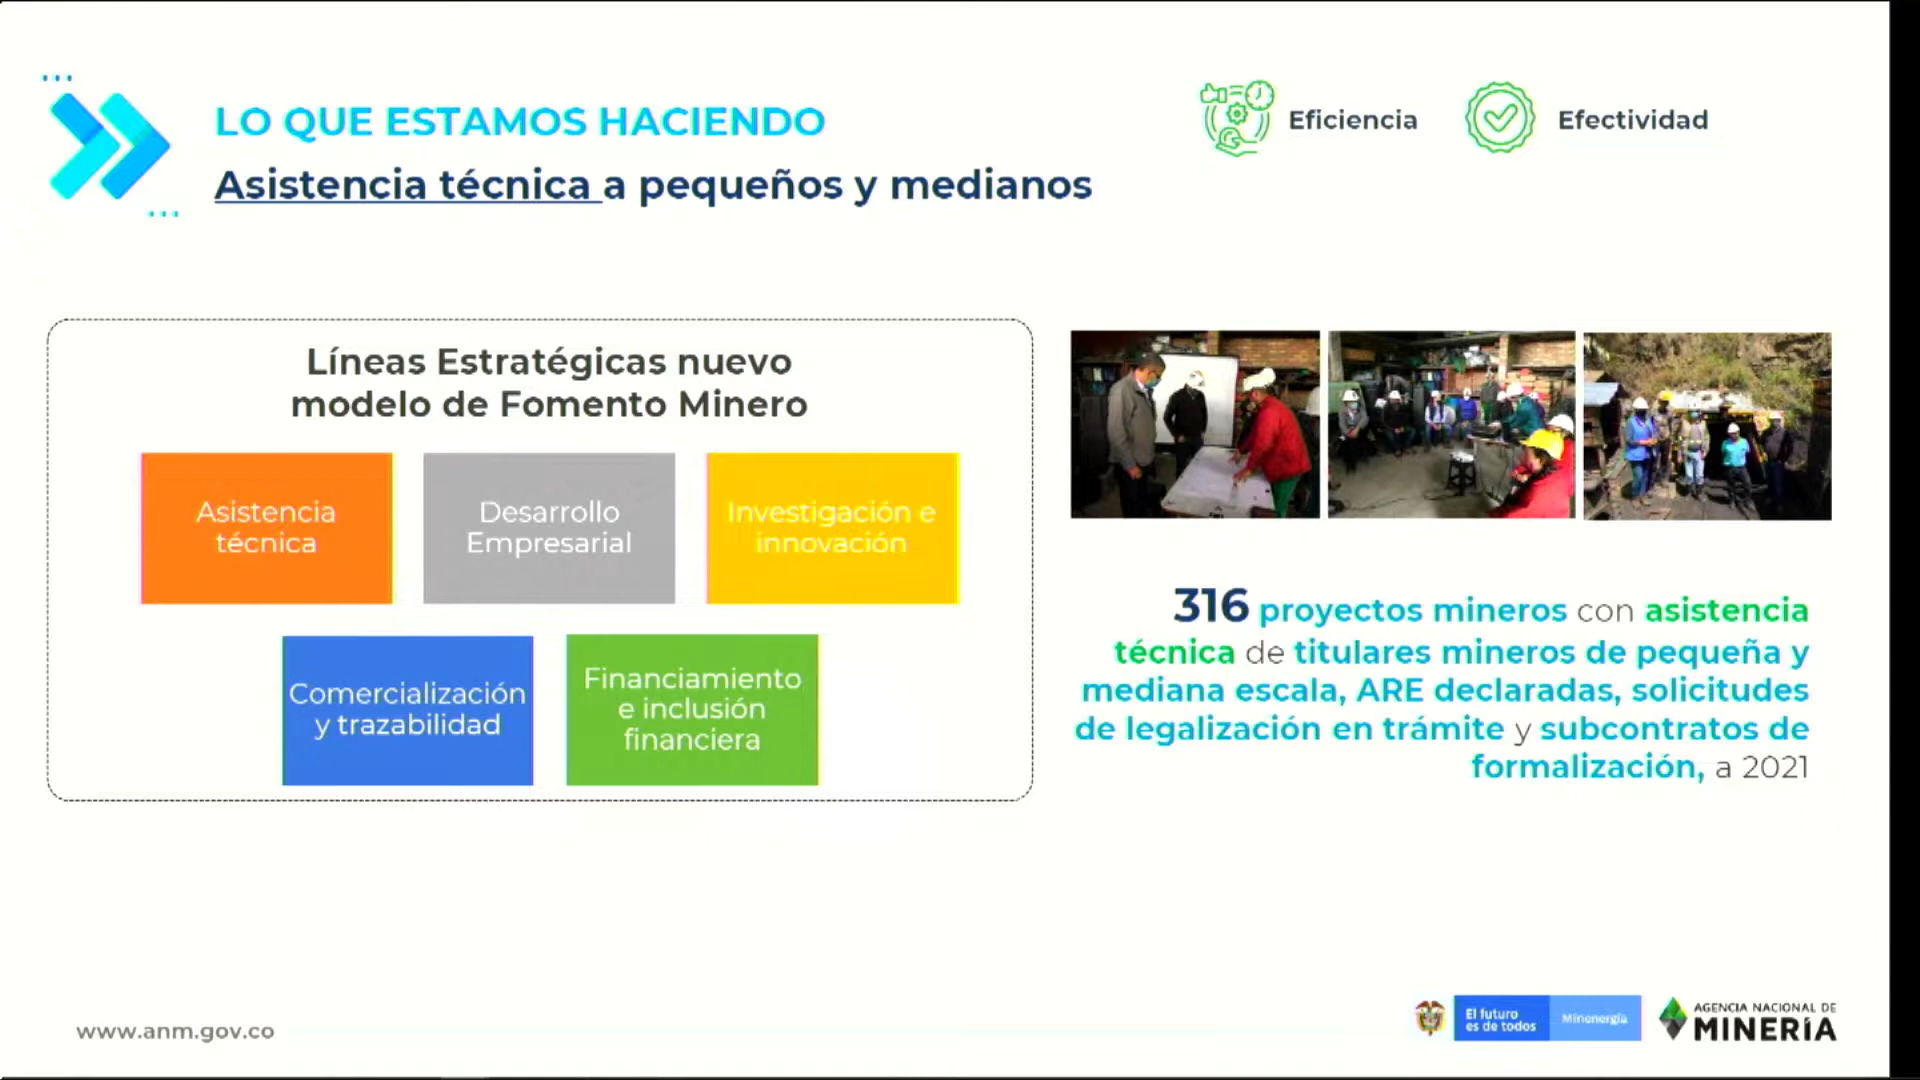 LO QUE ESTAMOS HACIENDO
Asistencia técnica a pequeños y medianos
Eficiencia
Efectividad
Líneas Estratégicas nuevo
modelo de Fomento Minero
Asistencia
técnica
Desarrollo
Empresarial
Investigación e
innovación
Comercialización
y trazabilidad
Financiamiento
e inclusión
financiera
316 proyectos mineros con asistencia
técnica de titulares mineros de pequeña y
mediana escala, ARE declaradas, solicitudes
de legalización en trámite y subcontratos de
formalización, a 2021
www.anm.gov.co
El futuro
es de todos
Minenergía
AGENCIA NACIONAL DE
MINERÍA